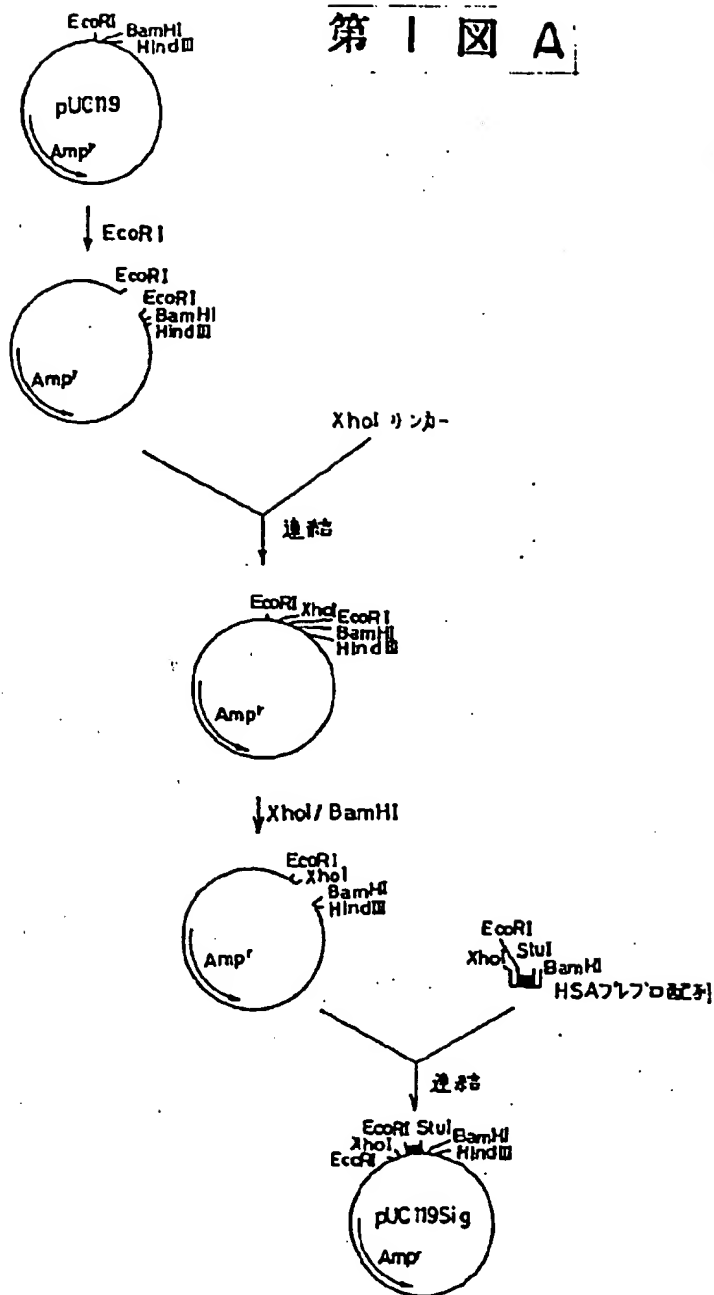 第1図 A
EcoRI
BamHI
HindIII
pUC119
Ampr
EcoRI
EcoRI
EcoRI
BamHI
HindIII
Ampr
XhoI リンカー
連結
EcoRI XhoI EcoRI
BamHI
HindIII
Ampr
XhoI/BamHI
EcoRI
XhoI
BamHI
HindIII
Ampr
EcoRI
XhoI StuI BamHI
HSAプレプロ配列
連結
EcoRI StuI BamHI
XhoI HindIII
EcoRI
pUC119Sig
Ampr